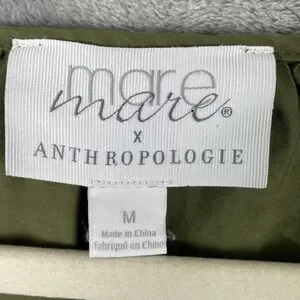 mare
mare®
X
ANTHROPOLOGIE
M
Made in China
Fabriqué en Chine